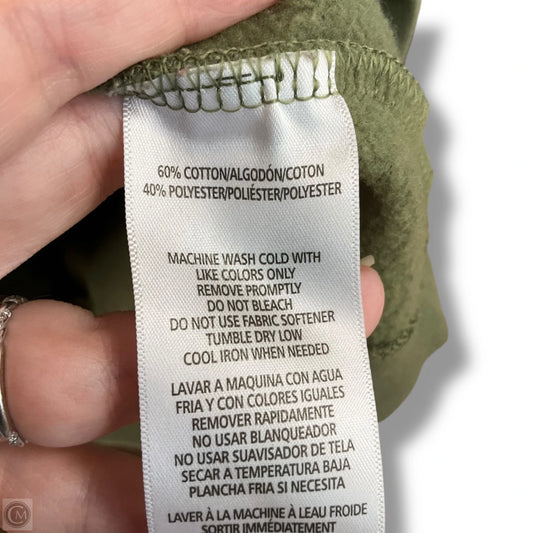 60% COTTON/ALGODÓN/COTON
40% POLYESTER/POLIÉSTER/POLYESTER
MACHINE WASH COLD WITH
LIKE COLORS ONLY
REMOVE PROMPTLY
DO NOT BLEACH
DO NOT USE FABRIC SOFTENER
TUMBLE DRY LOW
COOL IRON WHEN NEEDED
LAVAR A MAQUINA CON AGUA
FRIA Y CON COLORES IGUALES
REMOVER RAPIDAMENTE
NO USAR BLANQUEADOR
NO USAR SUAVISADOR DE TELA
SECAR A TEMPERATURA BAJA
PLANCHA FRIA SI NECESITA
LAVER À LA MACHINE À LEAU FROIDE
SORTIR IMMÉDIATEMENT